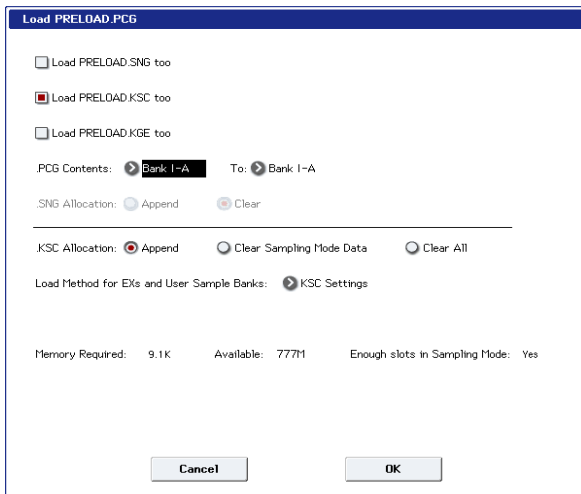 Load PRELOAD.PCG
Load PRELOAD.SNG too
Load PRELOAD.KSC too
Load PRELOAD.KGE too
.PCG Contents: Bank I-A To: Bank I-A
.SNG Allocation: Append Clear
.KSC Allocation: Append Clear Sampling Mode Data Clear All
Load Method for EXs and User Sample Banks: KSC Settings
Memory Required: 9.1K Available: 777M Enough slots in Sampling Mode: Yes
Cancel OK